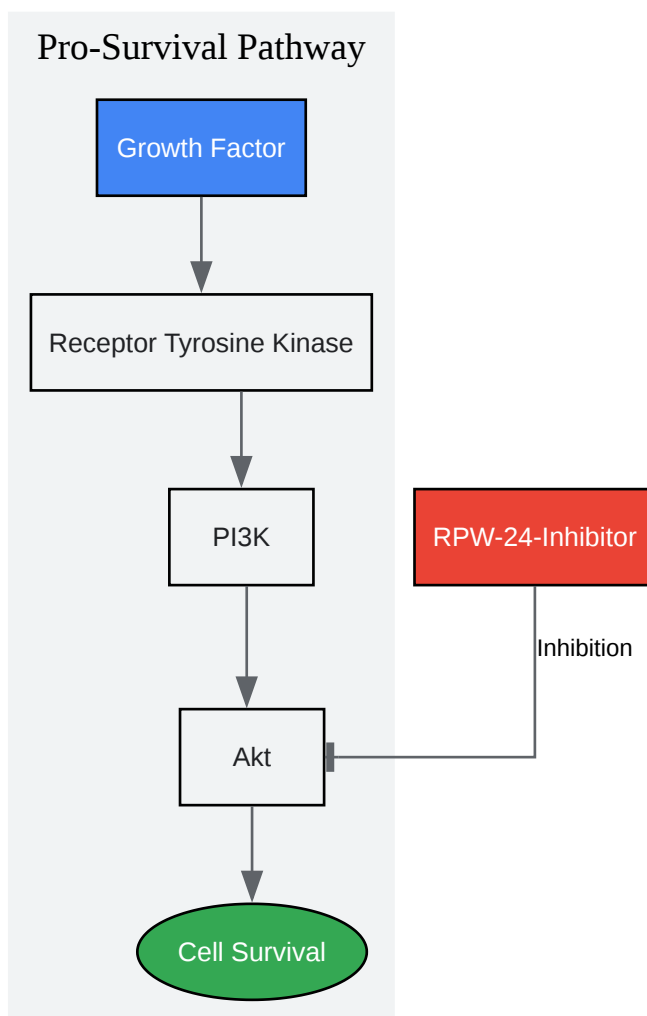 Pro-Survival Pathway
Growth Factor
Receptor Tyrosine Kinase
PI3K
RPW-24-Inhibitor
Inhibition
Akt
Cell Survival